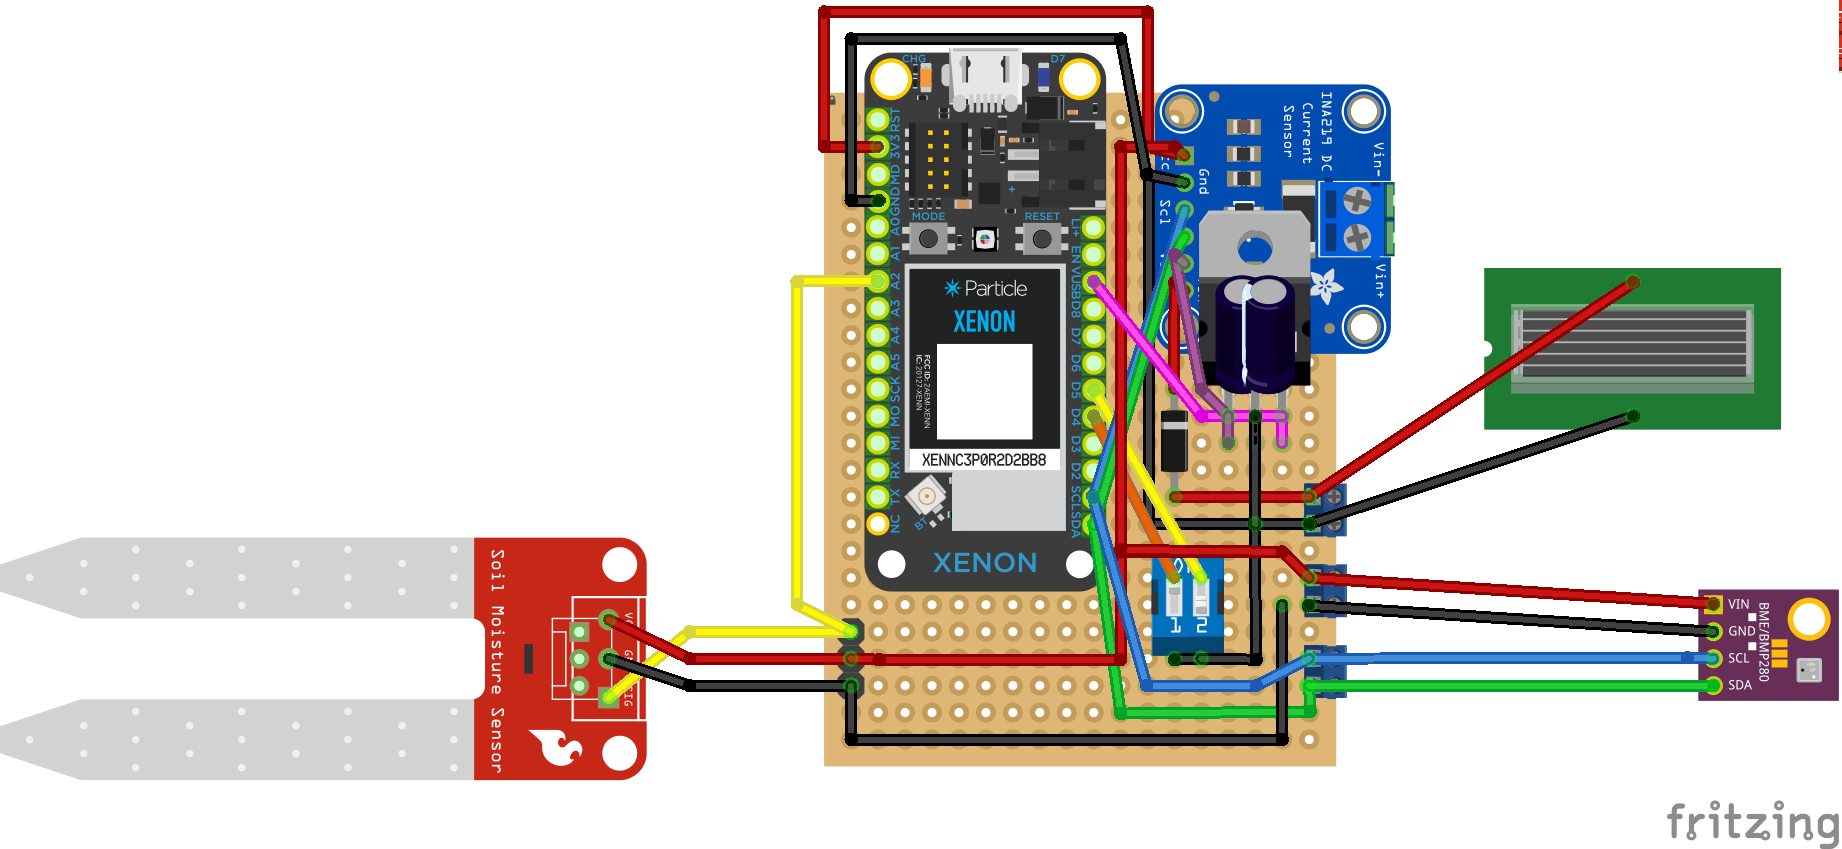 CHG
D7
RST
3V3
MD
GND
A0
A1
A2
A3
A4
A5
SCK
MO
MI
RX
TX
NC
MODE
RESET
Li+
EN
VUSB
D8
D7
D6
D5
D4
D3
D2
SCL
SDA
Particle
XENON
FCC ID: 2AEMI-XENN
IC: 20127-XENN
XENNC3P0R2D2BB8
BT
XENON
INA219 DC
Current
Sensor
Vin-
Vin+
Gnd
Scl
1
2
Soil Moisture Sensor
SIG
VIN
GND
SCL
SDA
BME/BMP280
fritzing